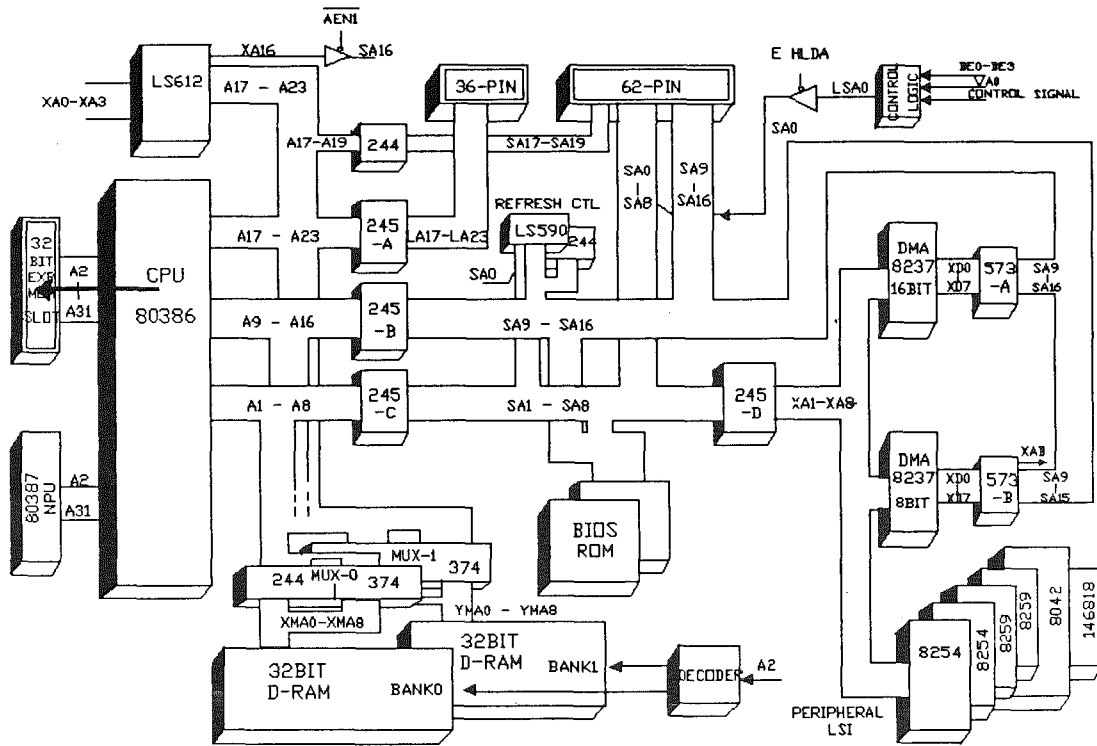 AEN1
XA16
SA16
LS612
A17 - A23
XA0-XA3
36-PIN
62-PIN
E HLDA
LSA0
SA0
CONTROL
LOGIC
BE0-BE3
A0
CONTROL SIGNAL
A17-A19
244
SA17-SA19
SA0
SA8
SA9
SA16
REFRESH CTL
LS590
244
SA0
32
BIT
SLOT
A2
A31
CPU
80386
A17 - A23
245
-A
LA17-LA23
A9 - A16
245
-B
SA9 - SA16
A1 - A8
245
-C
SA1 - SA8
245
-D
XA1-XA8
DMA
8237
16BIT
XD0
XD7
573
-A
SA9
SA16
DMA
8237
8BIT
XD0
XD7
573
-B
XA8
SA9
SA15
80387
NPU
A2
A31
BIOS
ROM
MUX-1
374
244
MUX-0
374
XMA0-XMA8
YMA0 - YMA8
32BIT
D-RAM
BANK0
32BIT
D-RAM
BANK1
DECODER
A2
8254
8254
8259
8259
8042
146818
PERIPHERAL
LSI